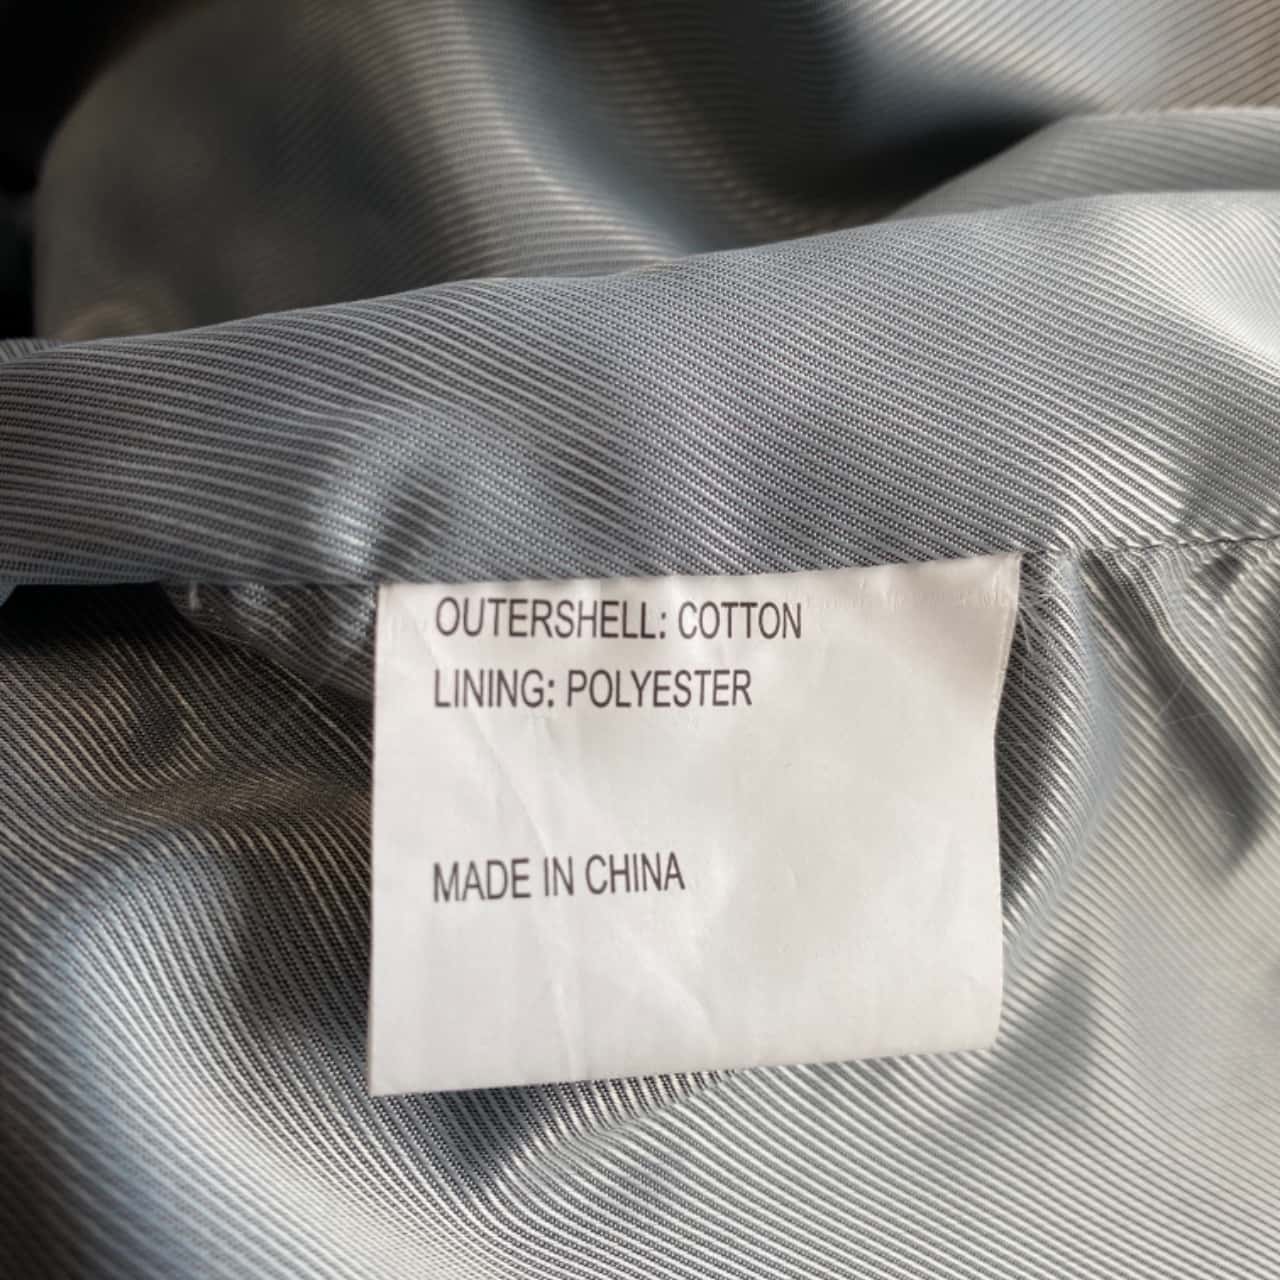 OUTERSHELL: COTTON
LINING: POLYESTER
MADE IN CHINA